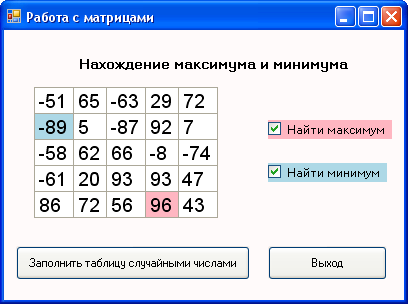 Работа с матрицами
Нахождение максимума и минимума
-51 65 -63 29 72
-89 5 -87 92 7
-58 62 66 -8 -74
-61 20 93 93 47
86 72 56 96 43
Найти максимум
Найти минимум
Заполнить таблицу случайными числами
Выход